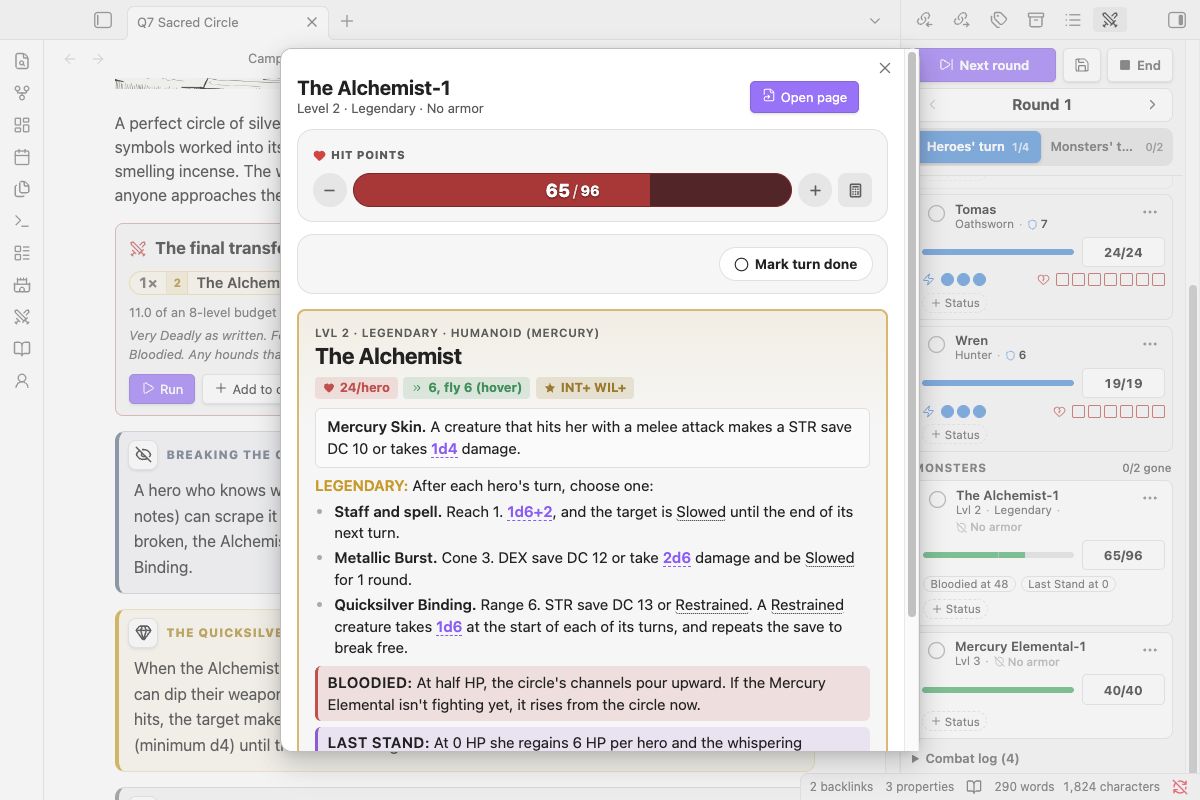 Q7 Sacred Circle
Camp
A perfect circle of silve
symbols worked into its
smelling incense. The w
anyone approaches the
The final transfe
1× 2 The Alchem
11.0 of an 8-level budget
Very Deadly as written. F
Bloodied. Any hounds tha
Run
Add to c
BREAKING THE C
A hero who knows w
notes) can scrape it
broken, the Alchemis
Binding.
THE QUICKSILVE
When the Alchemist
can dip their weapon
hits, the target make
(minimum d4) until t
The Alchemist-1
Level 2 · Legendary · No armor
Open page
HIT POINTS
65 / 96
Mark turn done
LVL 2 · LEGENDARY · HUMANOID (MERCURY)
The Alchemist
24/hero
6, fly 6 (hover)
INT+ WIL+
Mercury Skin. A creature that hits her with a melee attack makes a STR save
DC 10 or takes 1d4 damage.
LEGENDARY: After each hero's turn, choose one:
• Staff and spell. Reach 1. 1d6+2, and the target is Slowed until the end of its
next turn.
• Metallic Burst. Cone 3. DEX save DC 12 or take 2d6 damage and be Slowed
for 1 round.
• Quicksilver Binding. Range 6. STR save DC 13 or Restrained. A Restrained
creature takes 1d6 at the start of each of its turns, and repeats the save to
break free.
BLOODIED: At half HP, the circle's channels pour upward. If the Mercury
Elemental isn't fighting yet, it rises from the circle now.
LAST STAND: At 0 HP she regains 6 HP per hero and the whispering
Next round
End
Round 1
Heroes' turn 1/4
Monsters' t... 0/2
Tomas
Oathsworn · 7
24/24
+ Status
Wren
Hunter · 6
19/19
+ Status
MONSTERS 0/2 gone
The Alchemist-1
Lvl 2 · Legendary ·
No armor
65/96
Bloodied at 48
Last Stand at 0
+ Status
Mercury Elemental-1
Lvl 3 · No armor
40/40
+ Status
Combat log (4)
2 backlinks 3 properties 290 words 1,824 characters